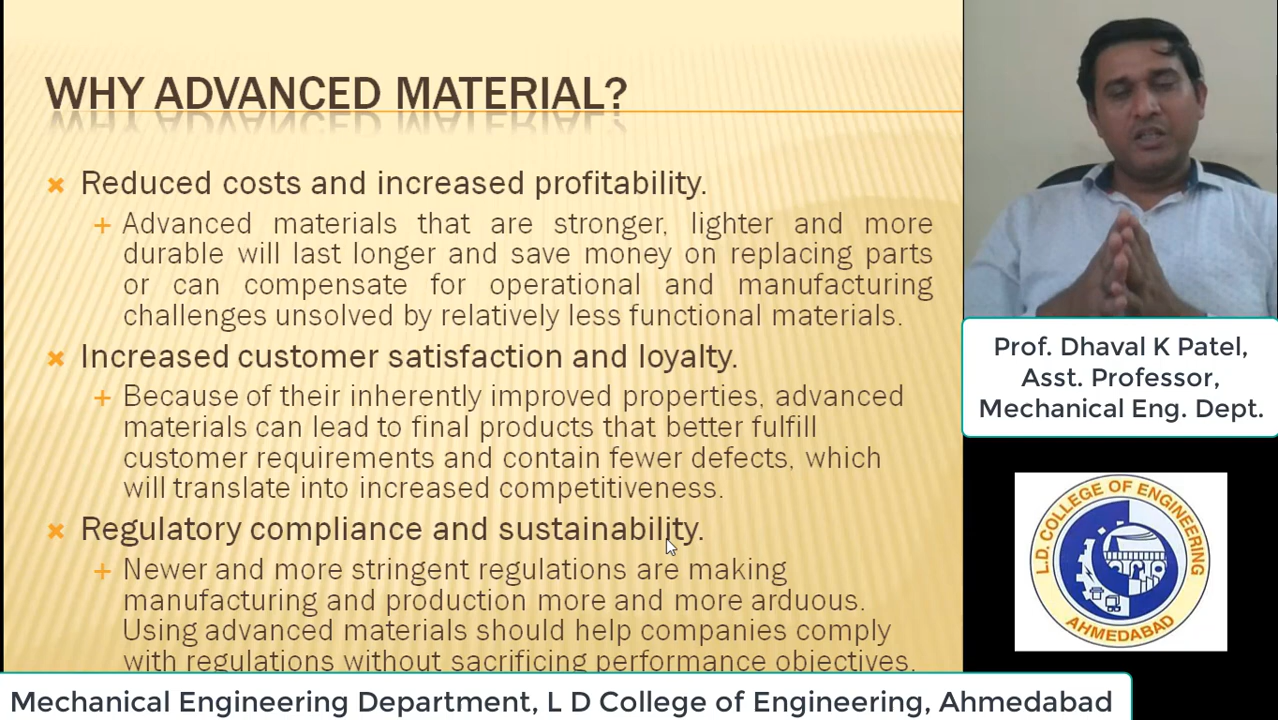 WHY ADVANCED MATERIAL?
Reduced costs and increased profitability.
Advanced materials that are stronger, lighter and more
durable will last longer and save money on replacing parts
or can compensate for operational and manufacturing
challenges unsolved by relatively less functional materials.
Increased customer satisfaction and loyalty.
Because of their inherently improved properties, advanced
materials can lead to final products that better fulfill
customer requirements and contain fewer defects, which
will translate into increased competitiveness.
Regulatory compliance and sustainability.
Newer and more stringent regulations are making
manufacturing and production more and more arduous.
Using advanced materials should help companies comply
with regulations without sacrificing performance objectives.
Prof. Dhaval K Patel,
Asst. Professor,
Mechanical Eng. Dept.
L.D. COLLEGE OF ENGINEERING
AHMEDABAD
Mechanical Engineering Department, L D College of Engineering, Ahmedabad